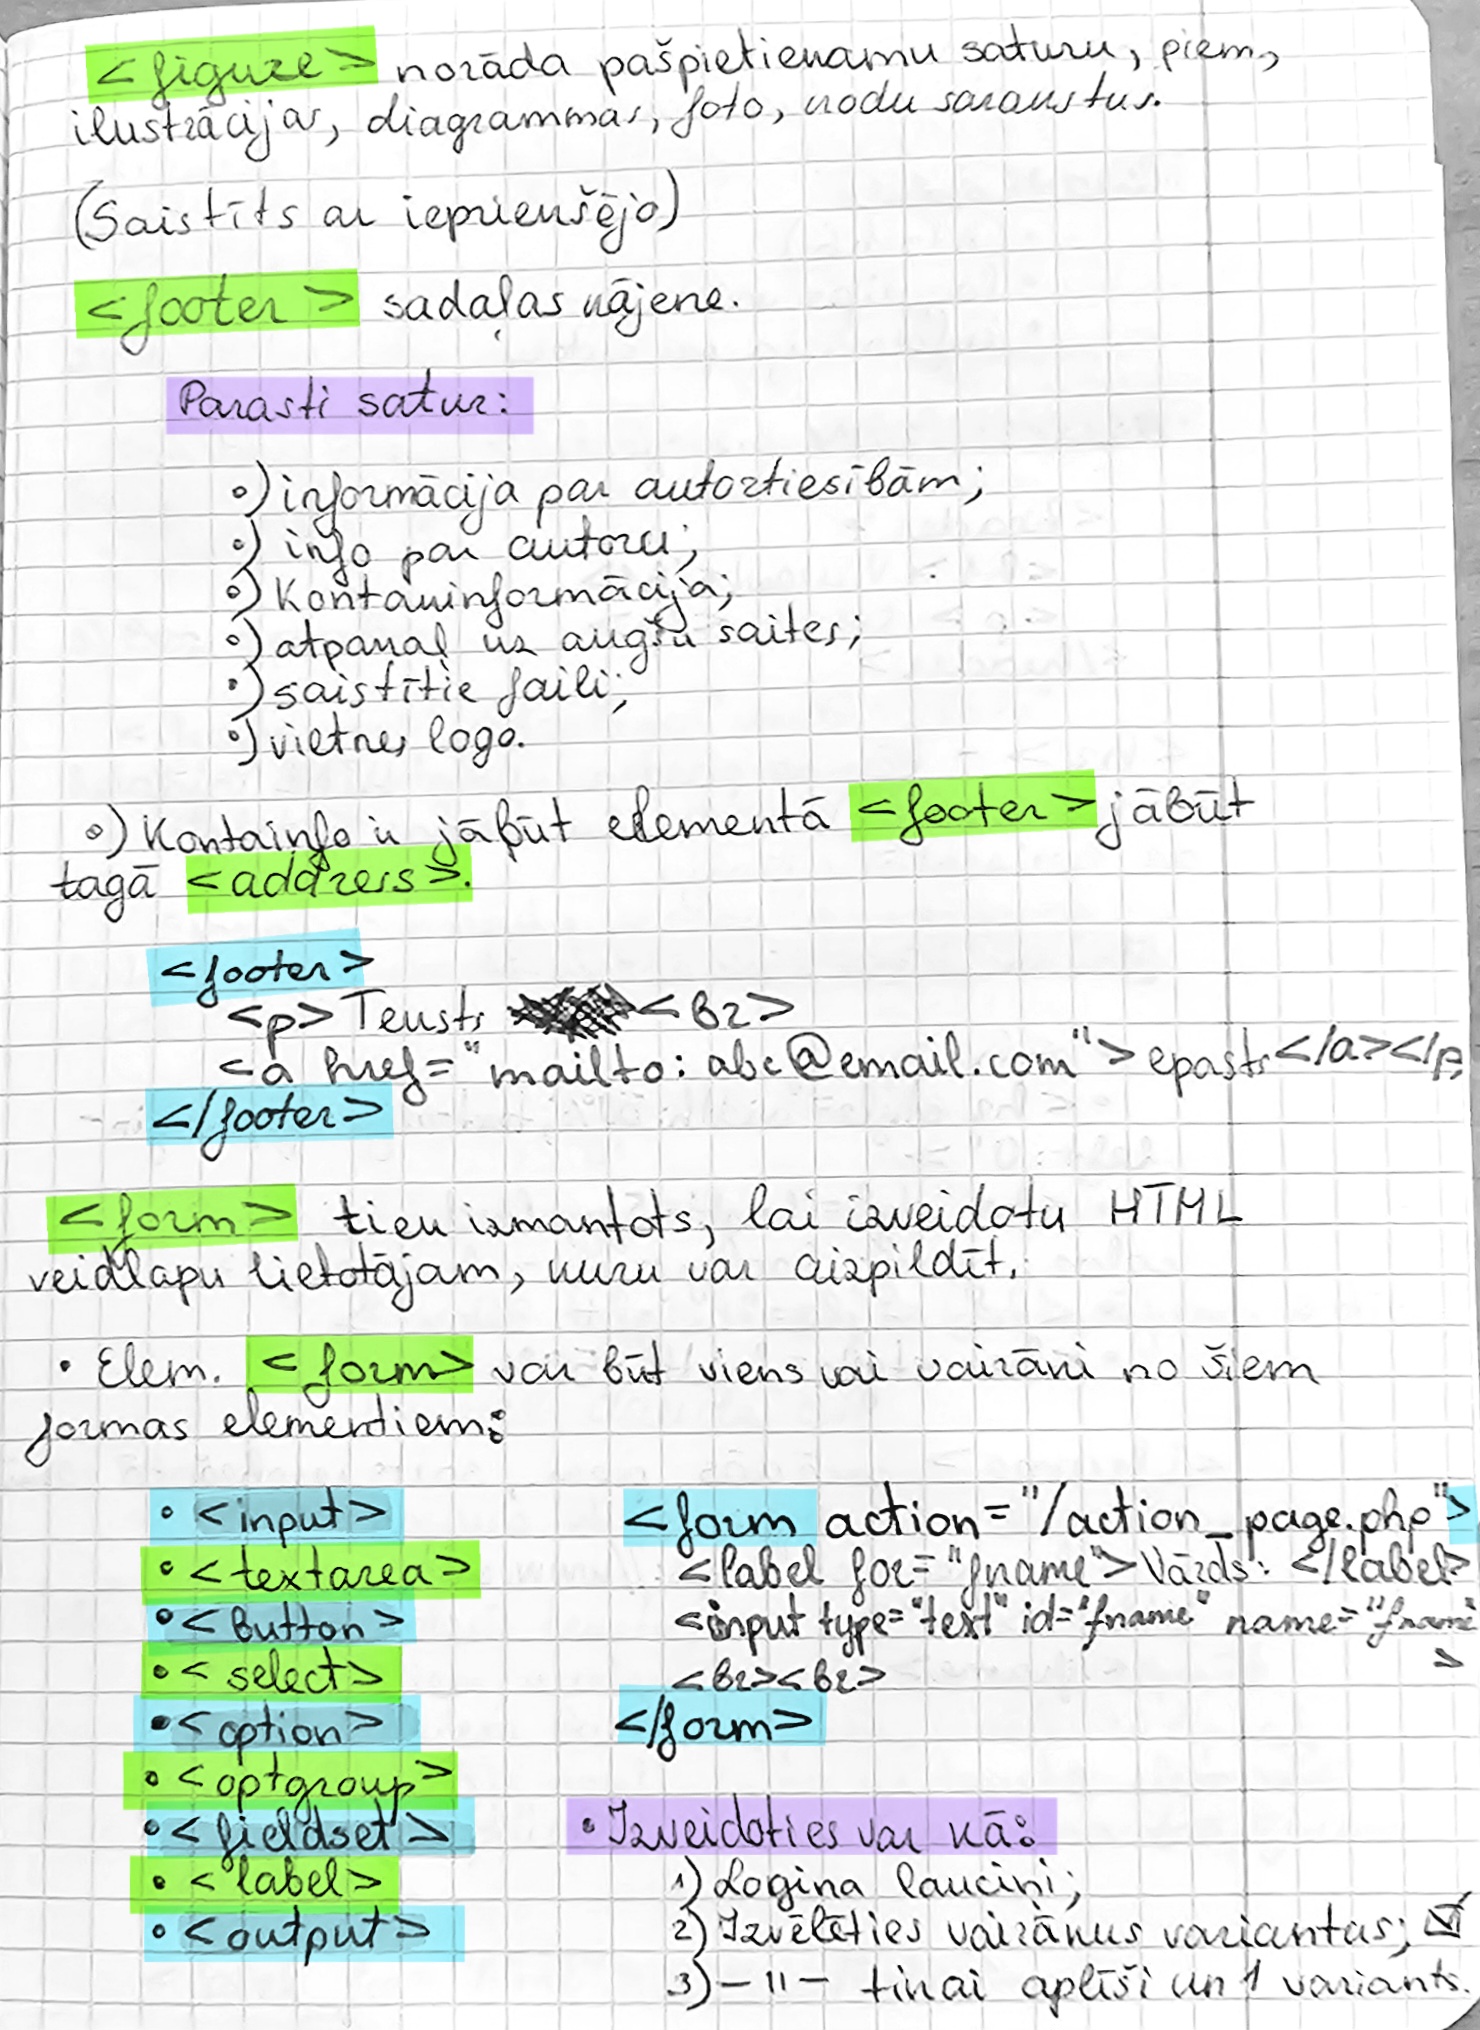 <figure> norāda pašpietiekamu saturu, piem,
ilustrācijas, diagrammas, foto, kodu sarakstus.
(Saistīts ar iepriekšējo)
<footer> sadaļas kājene.
Parasti satur:
•) informācija par autortiesībām;
•) info par autoru;
•) Kontakinformācija;
•) atpakaļ uz augšu saites;
•) saistītie faili;
•) vietnes logo.
•) Kontainfo ir jābūt elementā <footer> jābūt
tagā <address>.
<footer>
<p> Teksts <br>
<a href="mailto: abc@email.com"> epasts </a></p>
</footer>
<form> tiek izmantots, lai izveidotu HTML
veidlapu lietotājam, kuru var aizpildīt.
• Elem. <form> var būt viens vai vairāki no šiem
formas elementiem:
• <input>
• <textarea>
• <button>
• <select>
• <option>
• <optgroup>
• <fieldset>
• <label>
• <output>
<form action="/action_page.php">
<label for="fname"> Vārds: </label>
<input type="text" id="fname" name="fname"
>
<br><br>
</form>
• Izveidoties var kā:
1) Logina lauciņi;
2) Izvēlēties vairākus variantus; ☑
3) — " — tikai aplīši un 1 variants.